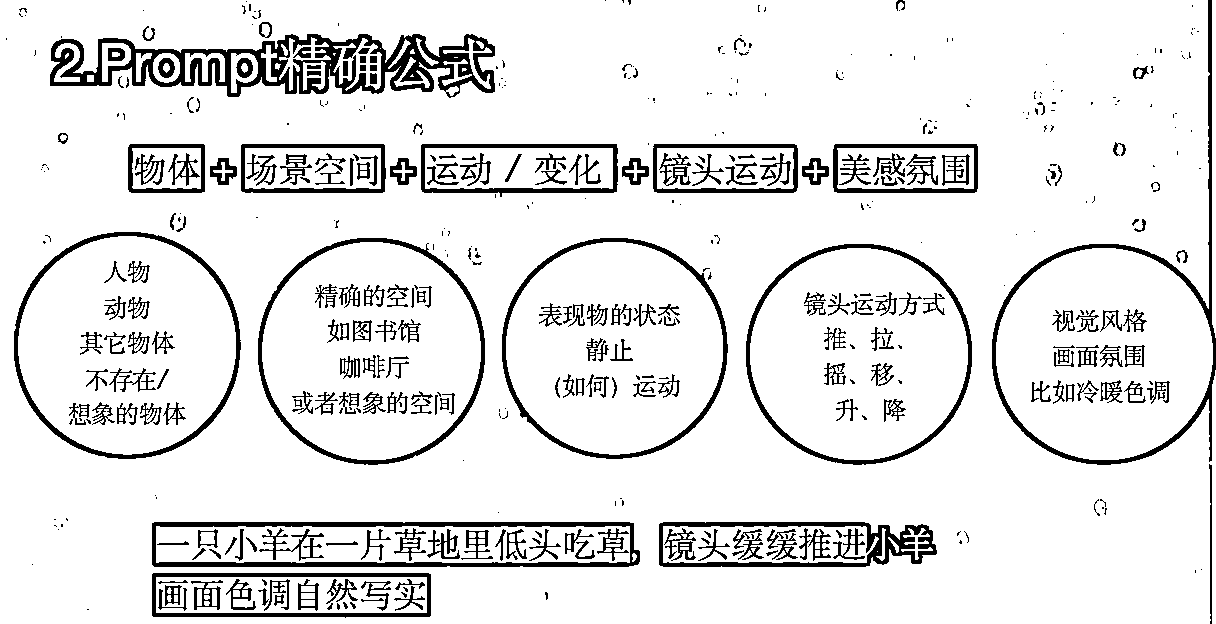 2.Prompt精确公式
物体+场景空间+运动 / 变化+镜头运动+美感氛围
人物
动物
其它物体
不存在/
想象的物体
精确的空间
如图书馆
咖啡厅
或者想象的空间
表现物的状态
静止
（如何）运动
镜头运动方式
推、拉、
摇、移、
升、降
视觉风格
画面氛围
比如冷暖色调
一只小羊在一片草地里低头吃草，镜头缓缓推进小羊
画面色调自然写实